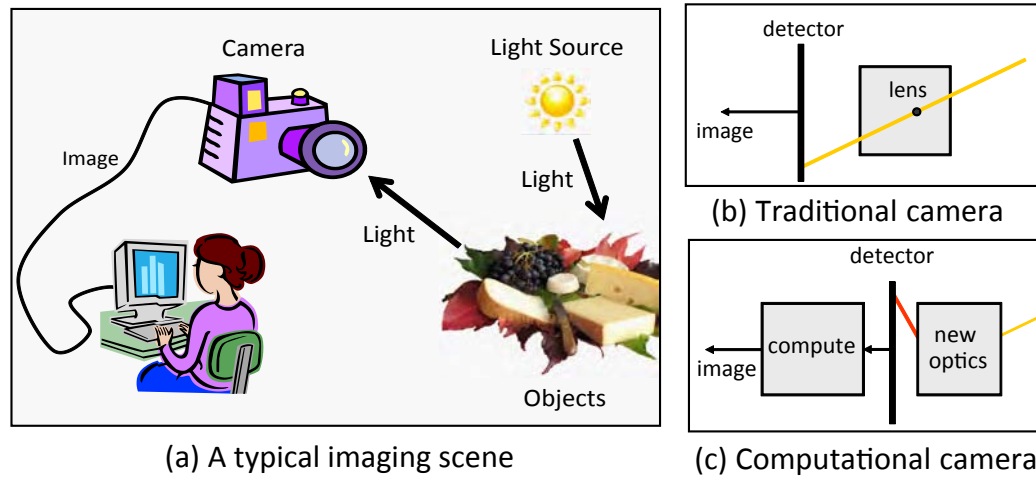 Camera
Light Source
Image
Light
Light
Objects
(a) A typical imaging scene
detector
lens
image
(b) Traditional camera
detector
compute
new
optics
image
(c) Computational camera